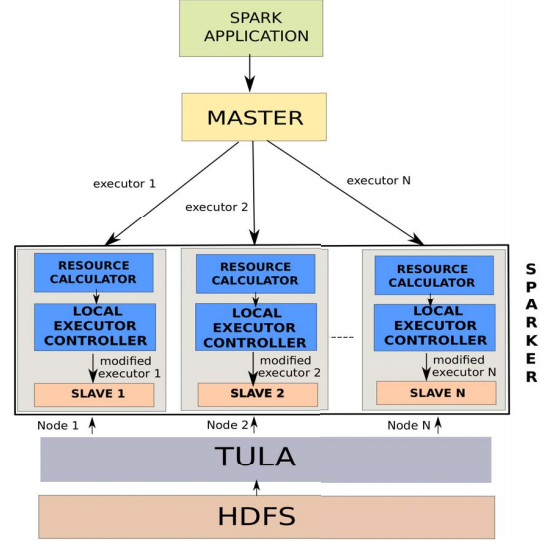 SPARK
APPLICATION
MASTER
executor 1
executor 2
executor N
RESOURCE
CALCULATOR
LOCAL
EXECUTOR
CONTROLLER
modified
executor 1
SLAVE 1
RESOURCE
CALCULATOR
LOCAL
EXECUTOR
CONTROLLER
modified
executor 2
SLAVE 2
-----
RESOURCE
CALCULATOR
LOCAL
EXECUTOR
CONTROLLER
modified
executor N
SLAVE N
SPARKER
Node 1
Node 2
Node N
TULA
HDFS